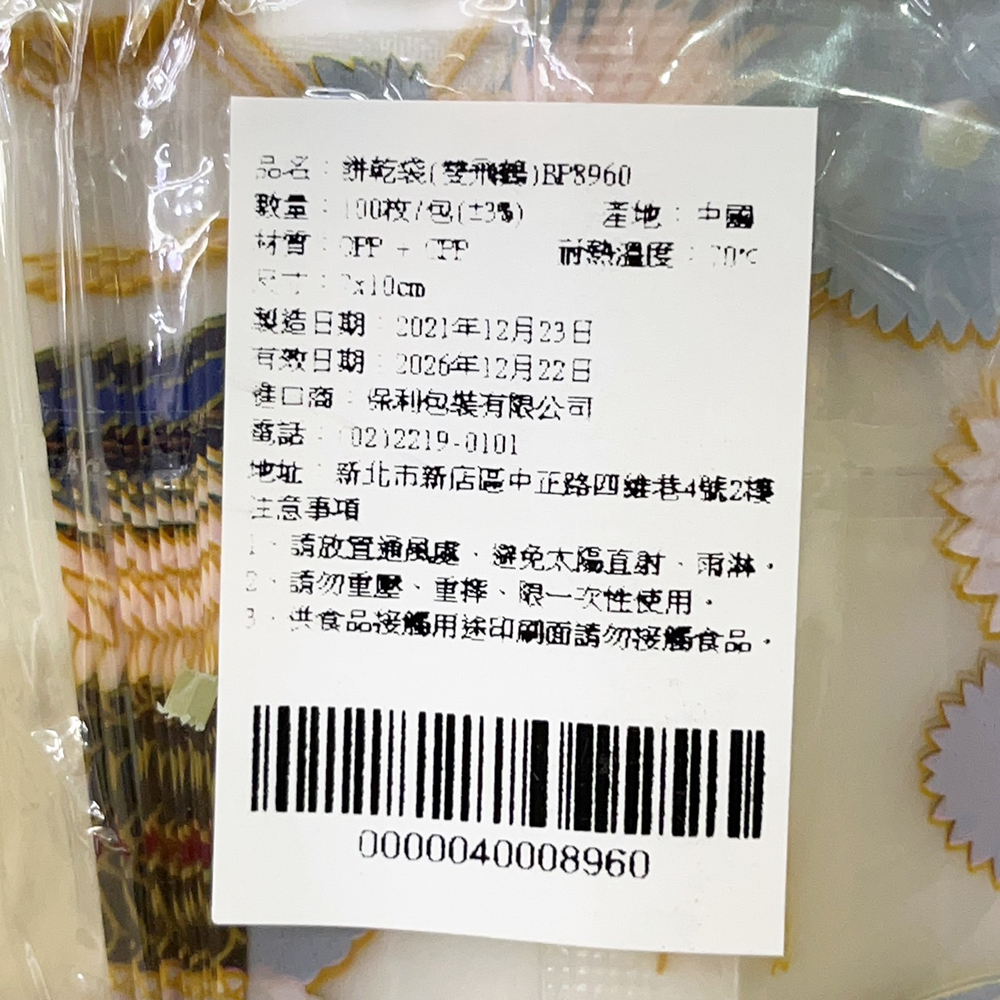 品名：餅乾袋(雙飛鶴)BP8960
數量：100枚/包(±3%) 產地：中國
材質：OPP + CPP 耐熱溫度：70℃
尺寸：7x10cm
製造日期：2021年12月23日
有效日期：2026年12月22日
進口商：保利包裝有限公司
電話：(02)2219-0101
地址：新北市新店區中正路四維巷4號2樓
注意事項
1、請放置通風處、避免太陽直射、雨淋。
2、請勿重壓、重摔、限一次性使用。
3、供食品接觸用途印刷面請勿接觸食品。
0000040008960